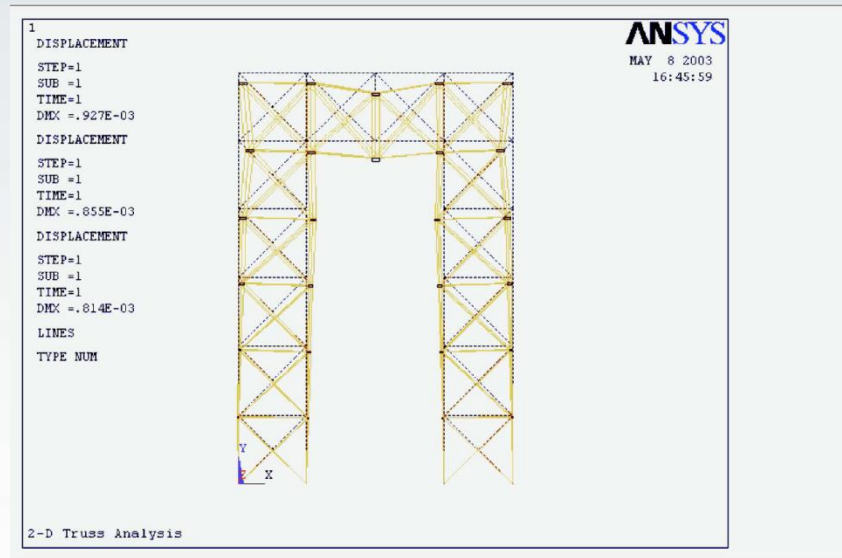 1
DISPLACEMENT
STEP=1
SUB =1
TIME=1
DMX =.927E-03
DISPLACEMENT
STEP=1
SUB =1
TIME=1
DMX =.855E-03
DISPLACEMENT
STEP=1
SUB =1
TIME=1
DMX =.814E-03
LINES
TYPE NUM
ANSYS
MAY 8 2003
16:45:59
Y
Z X
2-D Truss Analysis